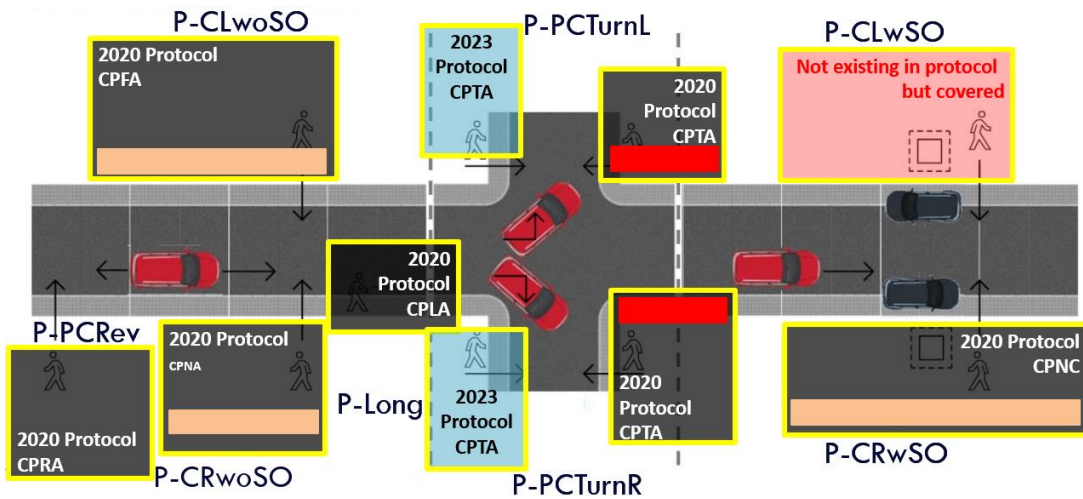 P-CLwoSO
2020 Protocol
CPFA
P-PCTurnL
2023
Protocol
CPTA
2020
Protocol
CPTA
P-CLwSO
Not existing in protocol
but covered
2020
Protocol
CPLA
P-PCRev
2020 Protocol
CPRA
2020 Protocol
CPNA
P-CRwoSO
P-Long
2023
Protocol
CPTA
P-PCTurnR
2020
Protocol
CPTA
2020 Protocol
CPNC
P-CRwSO